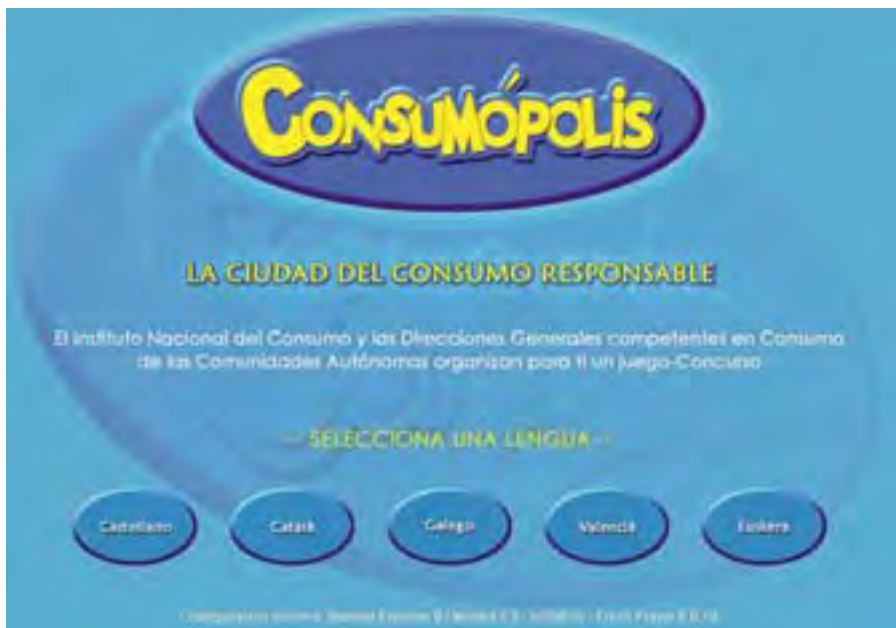 CONSUMÓPOLIS
LA CIUDAD DEL CONSUMO RESPONSABLE
El Instituto Nacional del Consumo y las Direcciones Generales competentes en Consumo
de las Comunidades Autónomas organizan para ti un Juego-Concurso
SELECCIONA UNA LENGUA
Castellano Català Galego Valencià Euskera